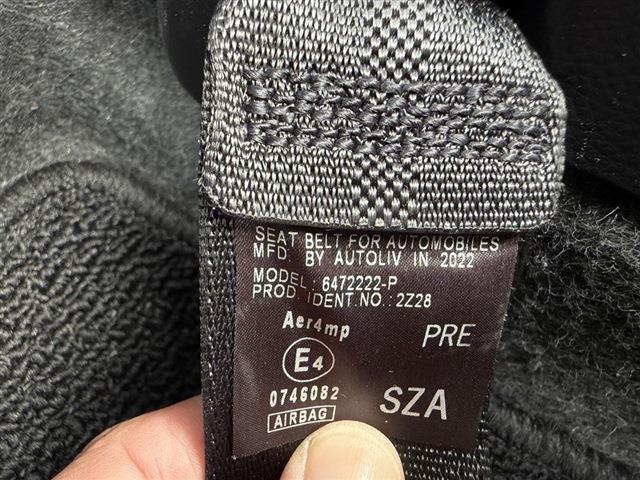 SEAT BELT FOR AUTOMOBILES
MFD. BY AUTOLIV IN 2022
MODEL: 6472222-P
PROD. IDENT.NO.: 2Z28
Aer4mp
PRE
E4
0746082
SZA
AIRBAG